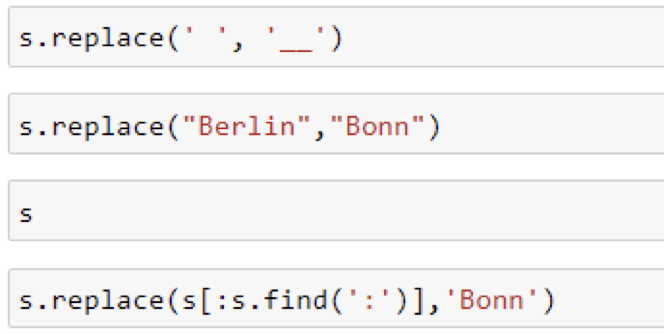 s.replace(' ', '__')
s.replace("Berlin","Bonn")
s
s.replace(s[:s.find(':')],'Bonn')